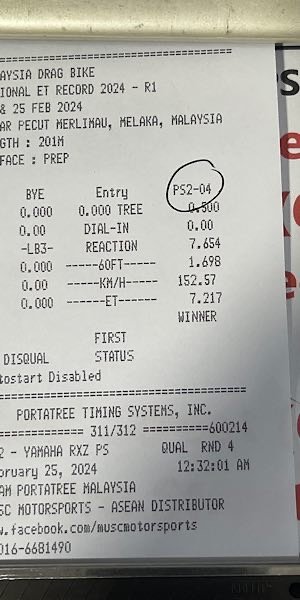 ==========================
AYSIA DRAG BIKE
IONAL ET RECORD 2024 - R1
& 25 FEB 2024
AR PECUT MERLIMAU, MELAKA, MALAYSIA
GTH : 201M
FACE : PREP
BYE Entry PS2-04
0.000 0.000 TREE 0.500
0.00 DIAL-IN 0.00
-LB3- REACTION 7.654
0.000 -----60FT----- 1.698
0.00 -----KM/H----- 152.57
0.000 ------ET------ 7.217
WINNER
FIRST
DISQUAL STATUS
tostart Disabled
==========================
PORTATREE TIMING SYSTEMS, INC.
============ 311/312 ==========600214
2 - YAMAHA RXZ PS QUAL RND 4
bruary 25, 2024 12:32:01 AM
AM PORTATREE MALAYSIA
SC MOTORSPORTS - ASEAN DISTRIBUTOR
w.facebook.com/muscmotorsports
016-6681490